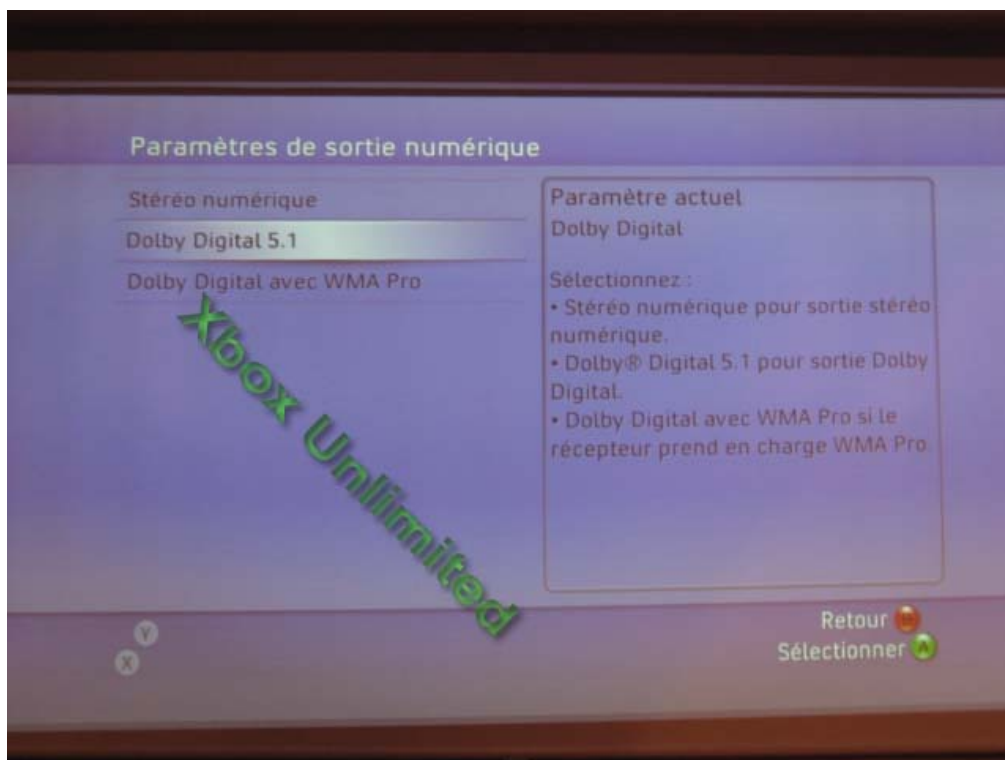 Paramètres de sortie numérique
Stéréo numérique
Dolby Digital 5.1
Dolby Digital avec WMA Pro
Paramètre actuel
Dolby Digital
Sélectionnez :
• Stéréo numérique pour sortie stéréo
numérique.
• Dolby® Digital 5.1 pour sortie Dolby
Digital.
• Dolby Digital avec WMA Pro si le
récepteur prend en charge WMA Pro.
Xbox Unlimited
Y
X
Retour B
Sélectionner A